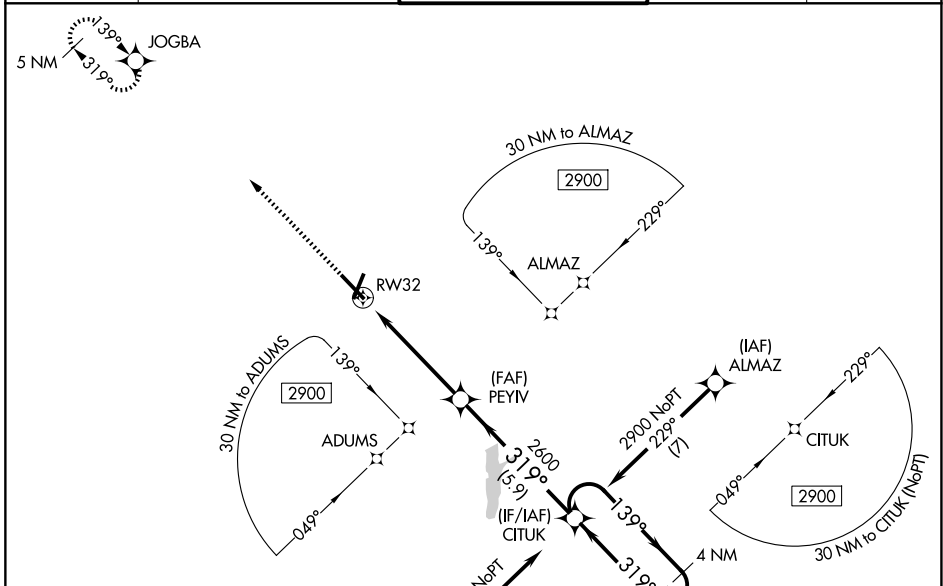 139°
JOGBA
5 NM
319°
30 NM to ALMAZ
2900
229°
139°
ALMAZ
RW32
30 NM to ADUMS
139°
2900
ADUMS
049°
(FAF)
PEYIV
(IAF)
ALMAZ
2900 NoPT
229°
(7)
229°
CITUK
049°
2900
30 NM to CITUK (NoPT)
2600
319°
(5.9)
(IF/IAF)
CITUK
139°
4 NM
319°
NoPT